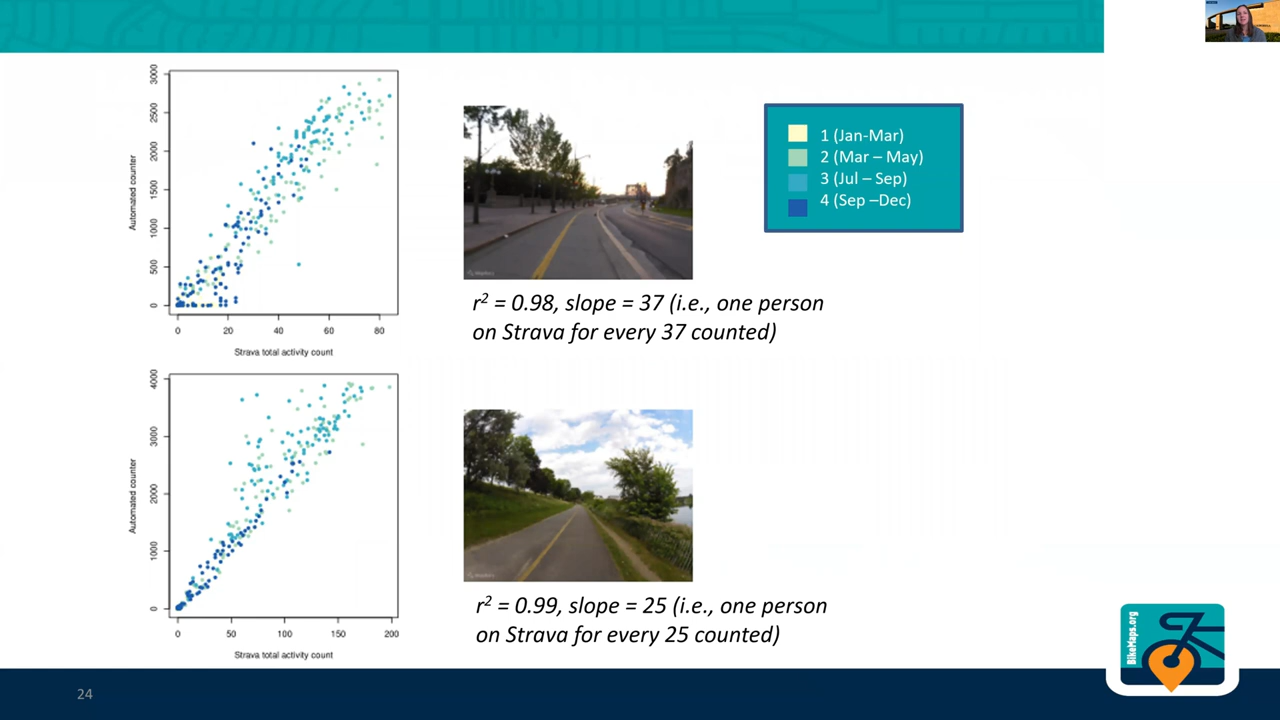 3000
2500
2000
1500
1000
500
0
Automated counter
0 20 40 60 80
Strava total activity count
1 (Jan-Mar)
2 (Mar – May)
3 (Jul – Sep)
4 (Sep –Dec)
r² = 0.98, slope = 37 (i.e., one person
on Strava for every 37 counted)
4000
3000
2000
1000
0
Automated counter
0 50 100 150 200
Strava total activity count
r² = 0.99, slope = 25 (i.e., one person
on Strava for every 25 counted)
BikeMaps.org
24